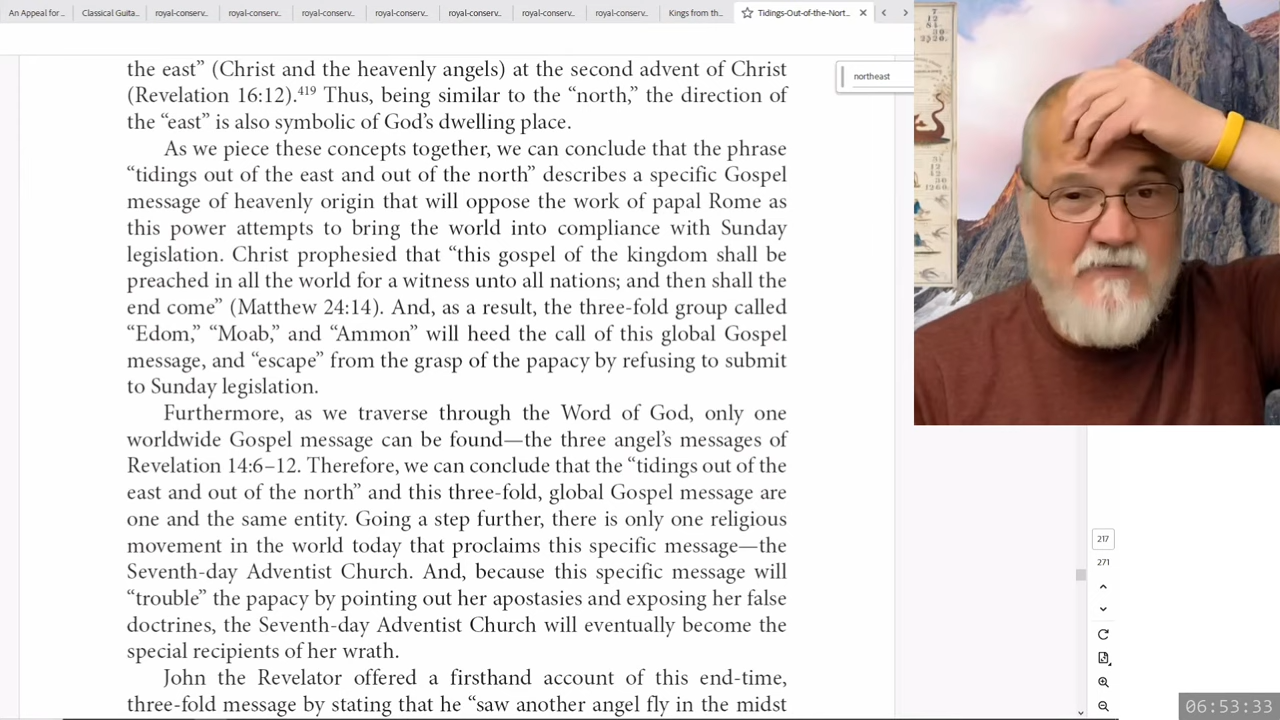 An Appeal for...
Classical Guita...
royal-conserv...
royal-conserv...
royal-conserv...
royal-conserv...
royal-conserv...
royal-conserv...
royal-conserv...
Kings from th...
Tidings-Out-of-the-Nort...
northeast
the east” (Christ and the heavenly angels) at the second advent of Christ
(Revelation 16:12).119 Thus, being similar to the “north,” the direction of
the “east” is also symbolic of God’s dwelling place.
As we piece these concepts together, we can conclude that the phrase
“tidings out of the east and out of the north” describes a specific Gospel
message of heavenly origin that will oppose the work of papal Rome as
this power attempts to bring the world into compliance with Sunday
legislation. Christ prophesied that “this gospel of the kingdom shall be
preached in all the world for a witness unto all nations; and then shall the
end come” (Matthew 24:14). And, as a result, the three-fold group called
“Edom,” “Moab,” and “Ammon” will heed the call of this global Gospel
message, and “escape” from the grasp of the papacy by refusing to submit
to Sunday legislation.
Furthermore, as we traverse through the Word of God, only one
worldwide Gospel message can be found—the three angel’s messages of
Revelation 14:6–12. Therefore, we can conclude that the “tidings out of the
east and out of the north” and this three-fold, global Gospel message are
one and the same entity. Going a step further, there is only one religious
movement in the world today that proclaims this specific message—the
Seventh-day Adventist Church. And, because this specific message will
“trouble” the papacy by pointing out her apostasies and exposing her false
doctrines, the Seventh-day Adventist Church will eventually become the
special recipients of her wrath.
John the Revelator offered a firsthand account of this end-time,
three-fold message by stating that he “saw another angel fly in the midst
7
12
30
2520
12
12
30
1260.
217
271
06:53:33